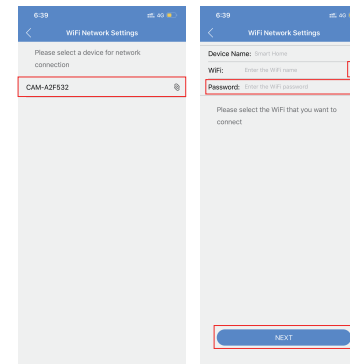 6:39
4G
WiFi Network Settings
Please select a device for network
connection
CAM-A2F532
6:39
4G
WiFi Network Settings
Device Name: Smart Home
WiFi: Enter the WiFi name
Password: Enter the WiFi password
Please select the WiFi that you want to
connect
NEXT